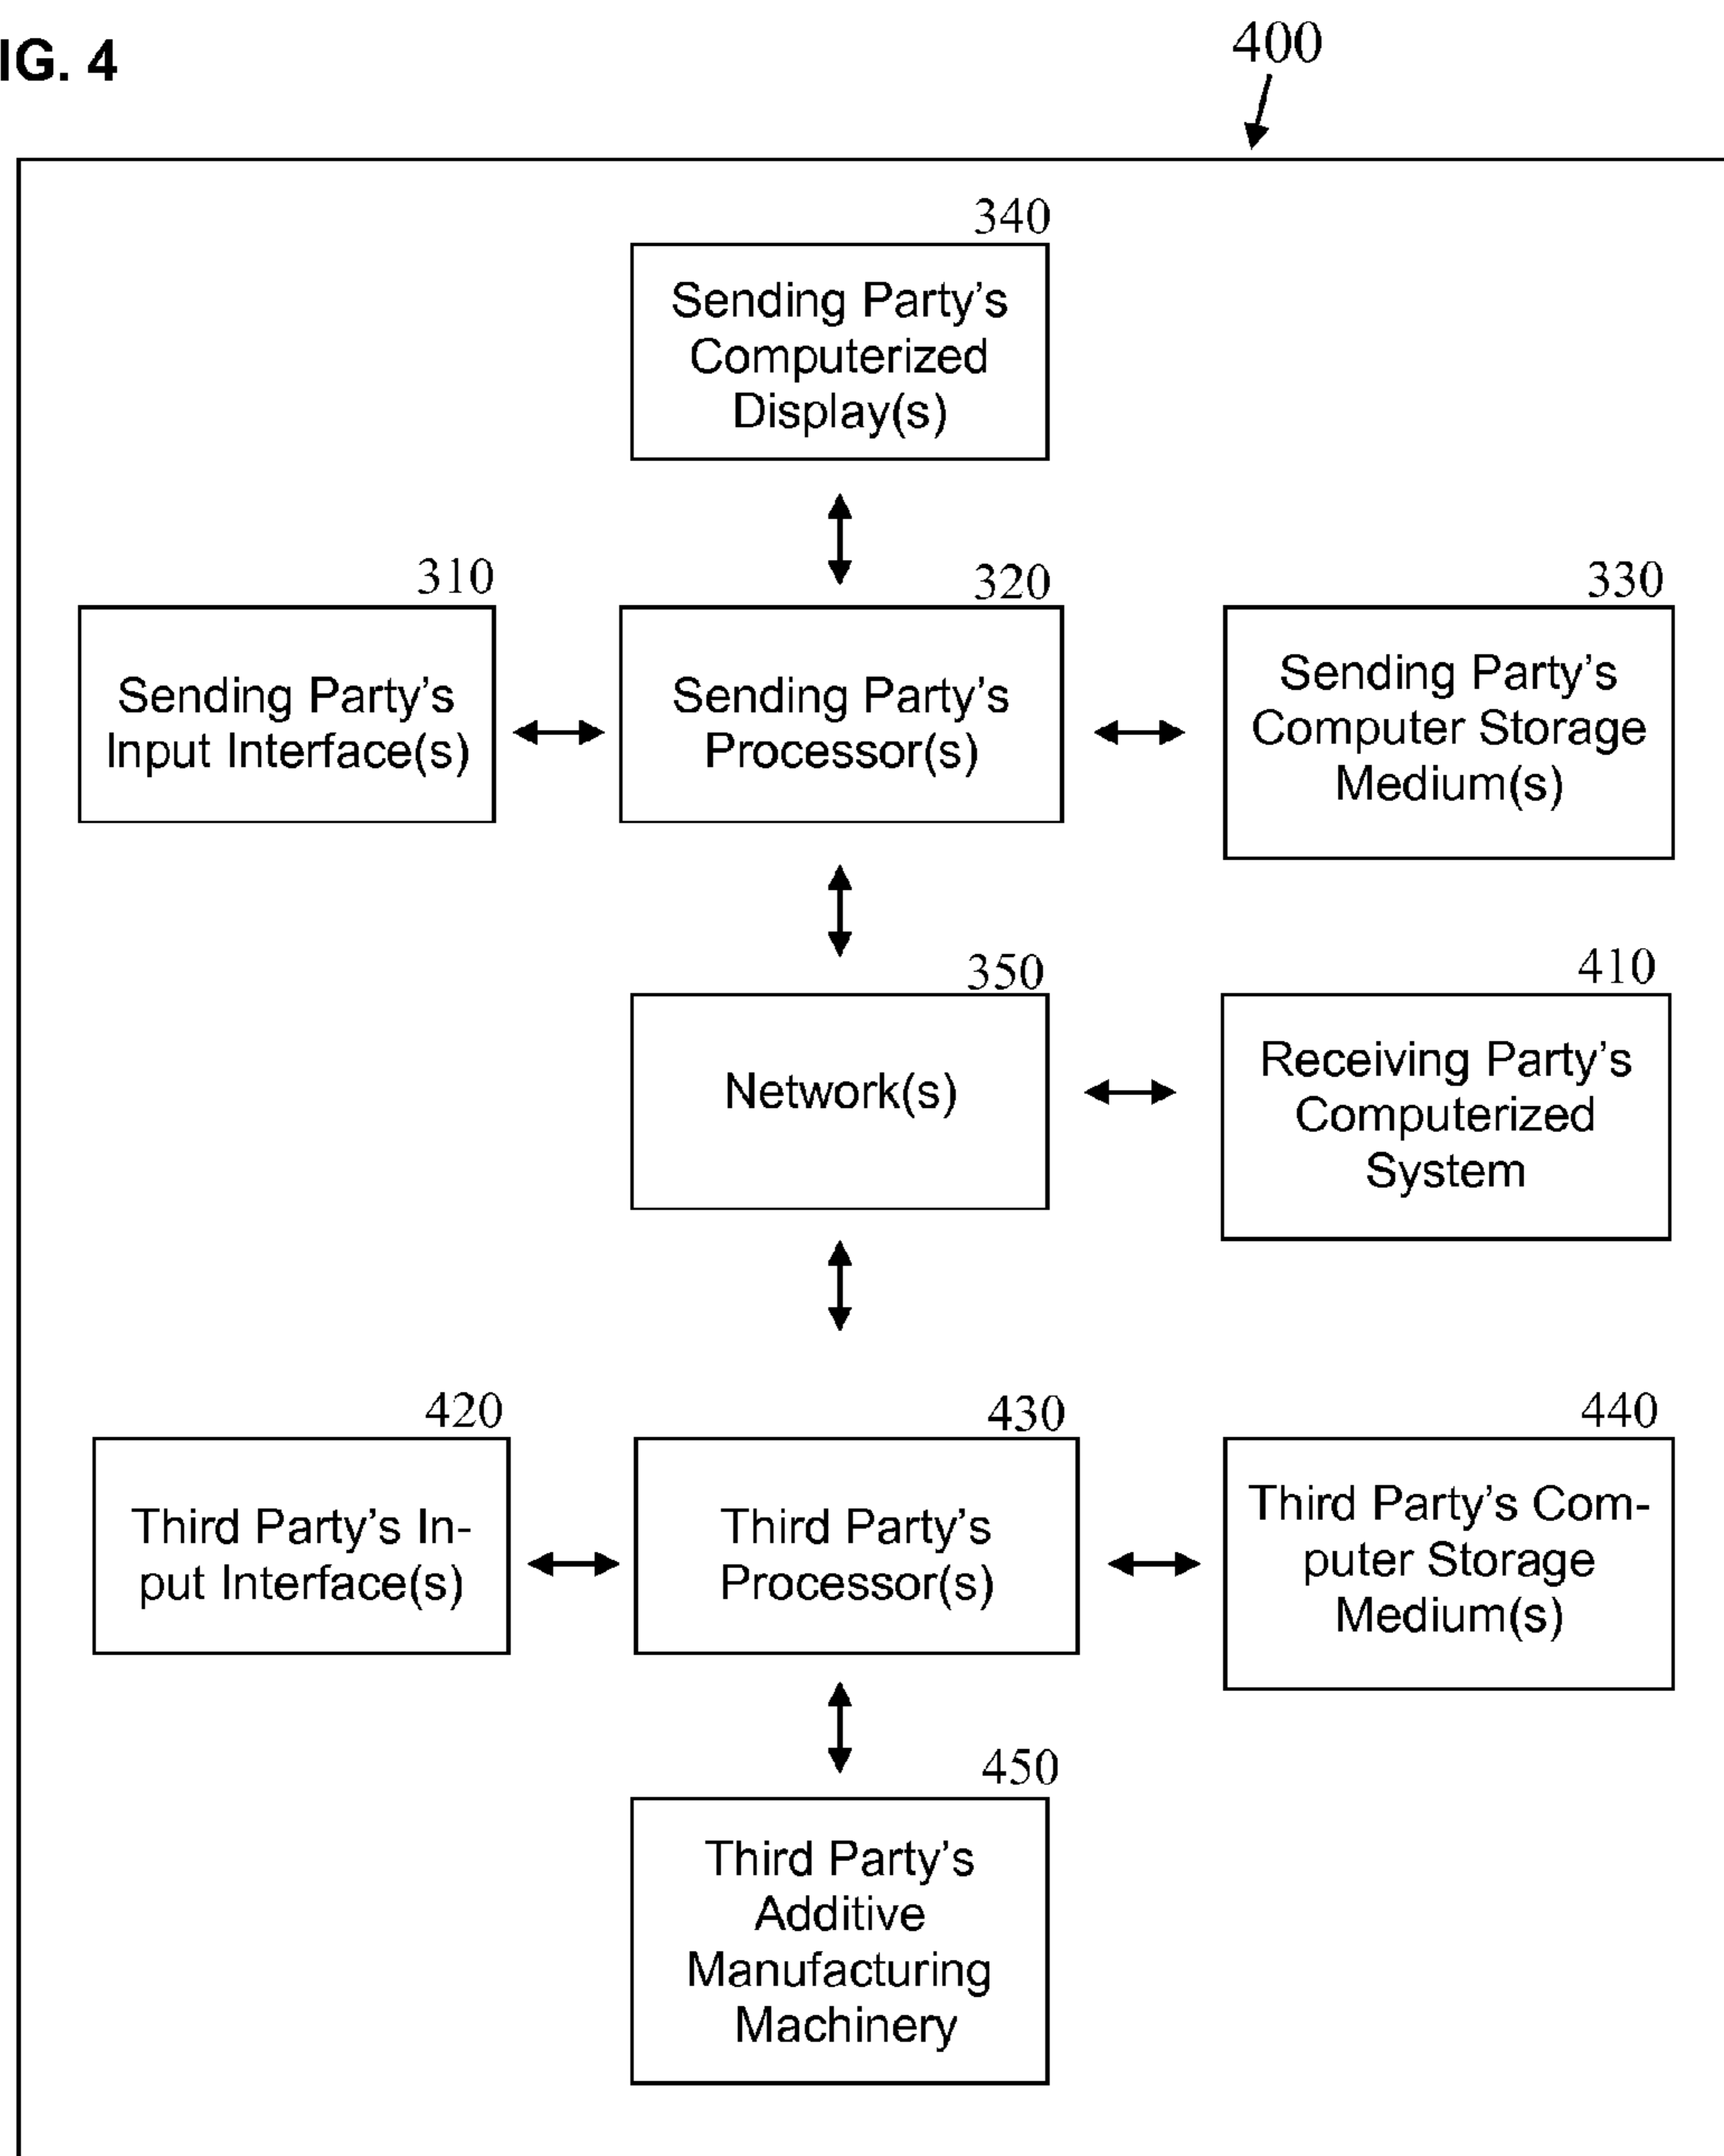 IG. 4
400
340
Sending Party's
Computerized
Display(s)
310
Sending Party's
Input Interface(s)
320
Sending Party's
Processor(s)
330
Sending Party's
Computer Storage
Medium(s)
350
Network(s)
410
Receiving Party's
Computerized
System
420
Third Party's In-
put Interface(s)
430
Third Party's
Processor(s)
440
Third Party's Com-
puter Storage
Medium(s)
450
Third Party's
Additive
Manufacturing
Machinery